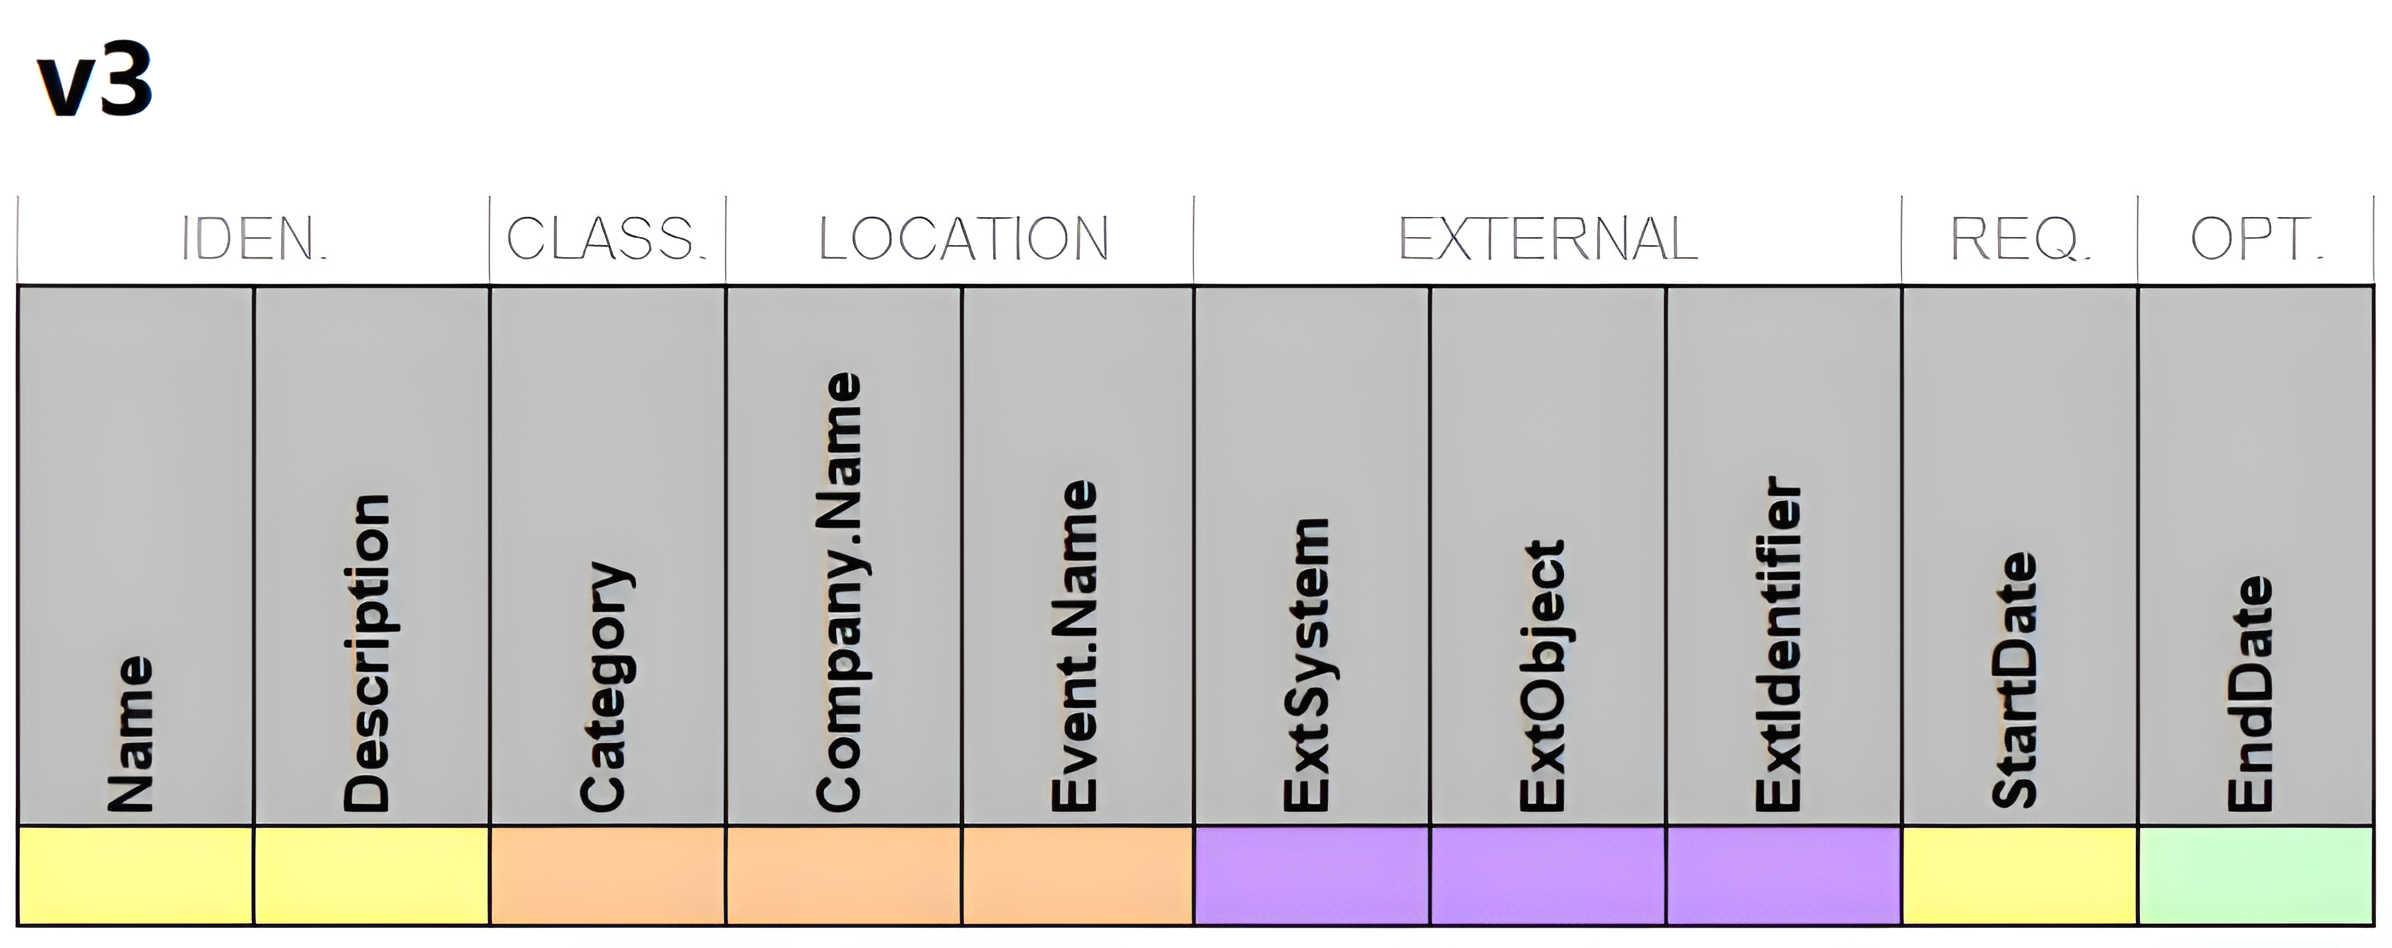 v3
IDEN. CLASS. LOCATION EXTERNAL REQ. OPT.
Name
Description
Category
Company.Name
Event.Name
ExtSystem
ExtObject
ExtIdentifier
StartDate
EndDate